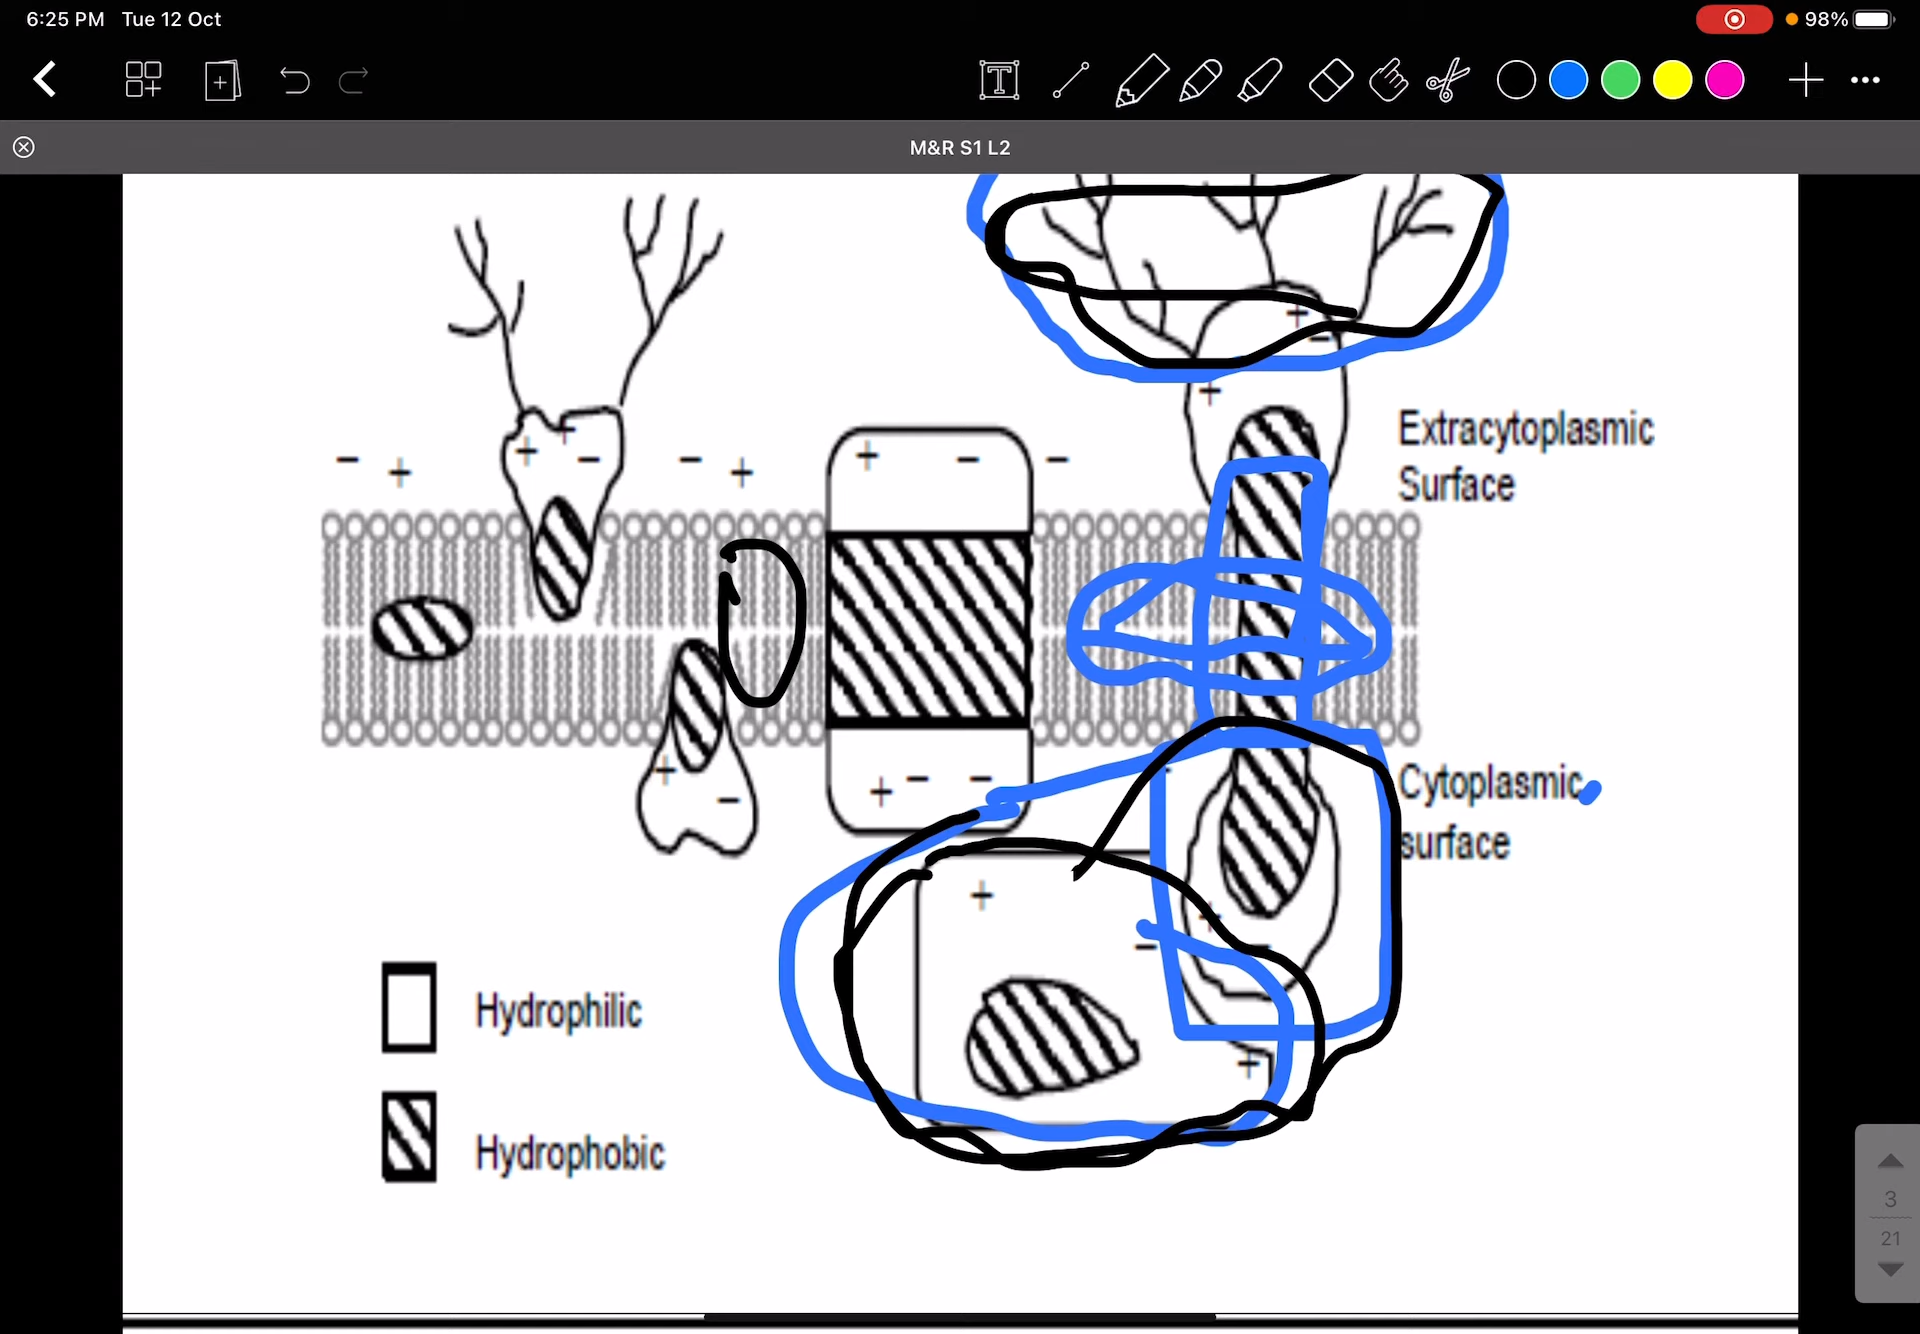 6:25 PM Tue 12 Oct
98%
T
M&R S1 L2
+
-
+
+ + -
- +
- +
+ - -
Extracytoplasmic
Surface
+ -
+ - -
Cytoplasmic
surface
+
-
+
-
+
Hydrophilic
Hydrophobic
3
21